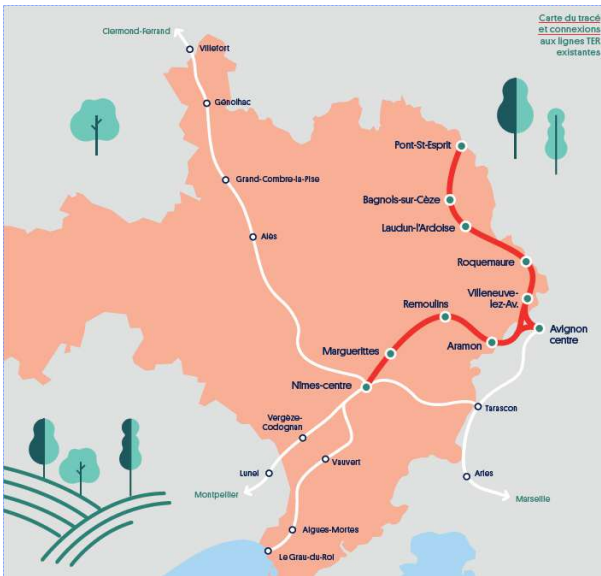 Carte du tracé
et connexions
aux lignes TER
existantes
Clermond-Ferrand
Villefort
Génolhac
Pont-St-Esprit
Grand-Combre-la-Pise
Bagnols-sur-Cèze
Laudun-l'Ardoise
Alès
Roquemaure
Villeneuve-
lez-Av.
Remoulins
Avignon
centre
Aramon
Marguerittes
Nîmes-centre
Tarascon
Vergèze-
Codognan
Vauvert
Lunel
Arles
Montpellier
Marseille
Aigues-Mortes
Le Grau-du-Roi